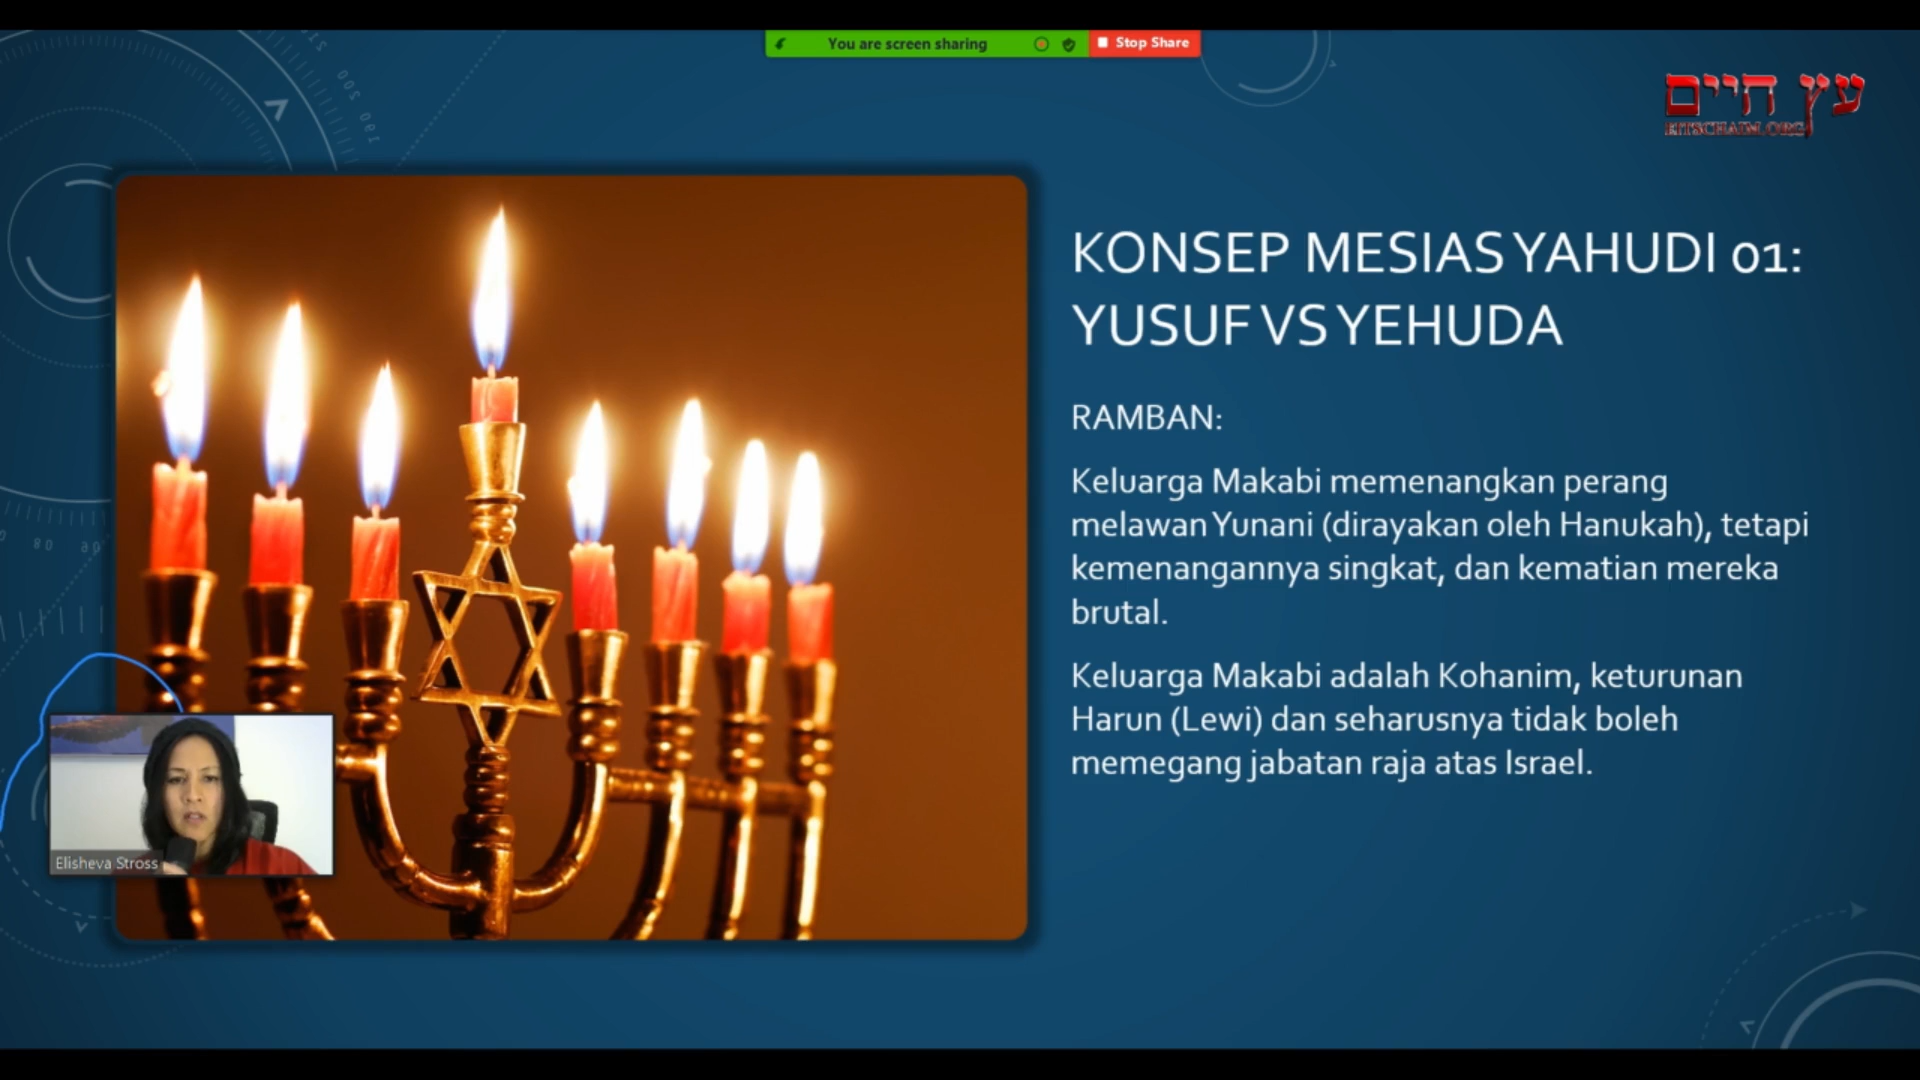 You are screen sharing
Stop Share
עץ חיים
EITSCHAIM.ORG
KONSEP MESIAS YAHUDI 01:
YUSUF VS YEHUDA
RAMBAN:
Keluarga Makabi memenangkan perang
melawan Yunani (dirayakan oleh Hanukah), tetapi
kemenangannya singkat, dan kematian mereka
brutal.
Keluarga Makabi adalah Kohanim, keturunan
Harun (Lewi) dan seharusnya tidak boleh
memegang jabatan raja atas Israel.
Elisheva Stross